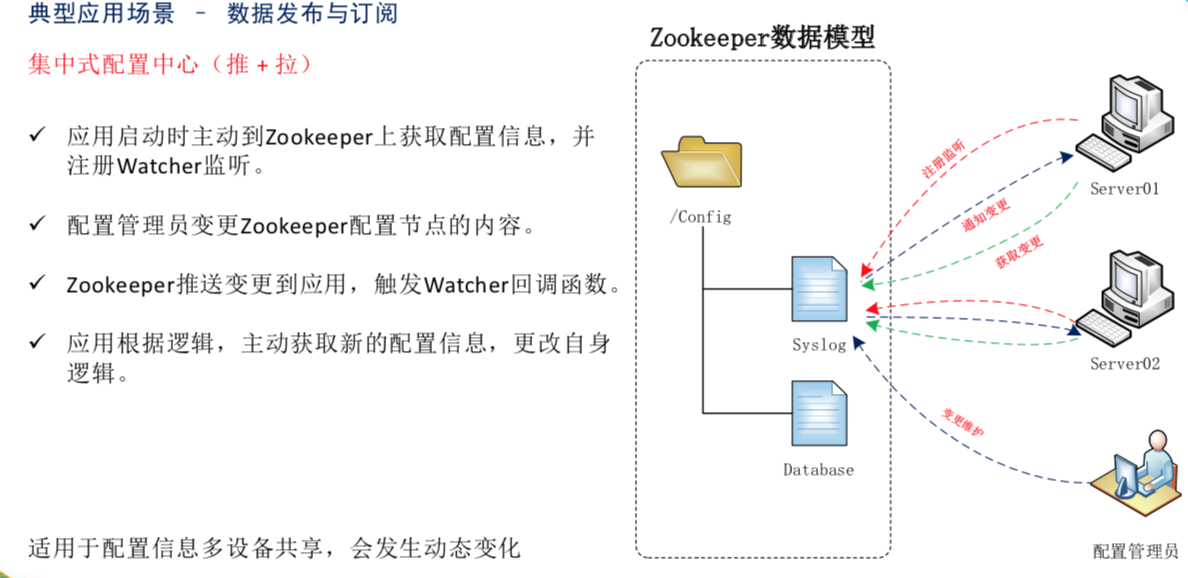 典型应用场景 – 数据发布与订阅
集中式配置中心（推 + 拉）
✓ 应用启动时主动到Zookeeper上获取配置信息，并
注册Watcher监听。
✓ 配置管理员变更Zookeeper配置节点的内容。
✓ Zookeeper推送变更到应用，触发Watcher回调函数。
✓ 应用根据逻辑，主动获取新的配置信息，更改自身
逻辑。
适用于配置信息多设备共享，会发生动态变化
Zookeeper数据模型
/Config
Syslog
Database
注册监听
通知变更
获取变更
变更维护
Server01
Server02
配置管理员